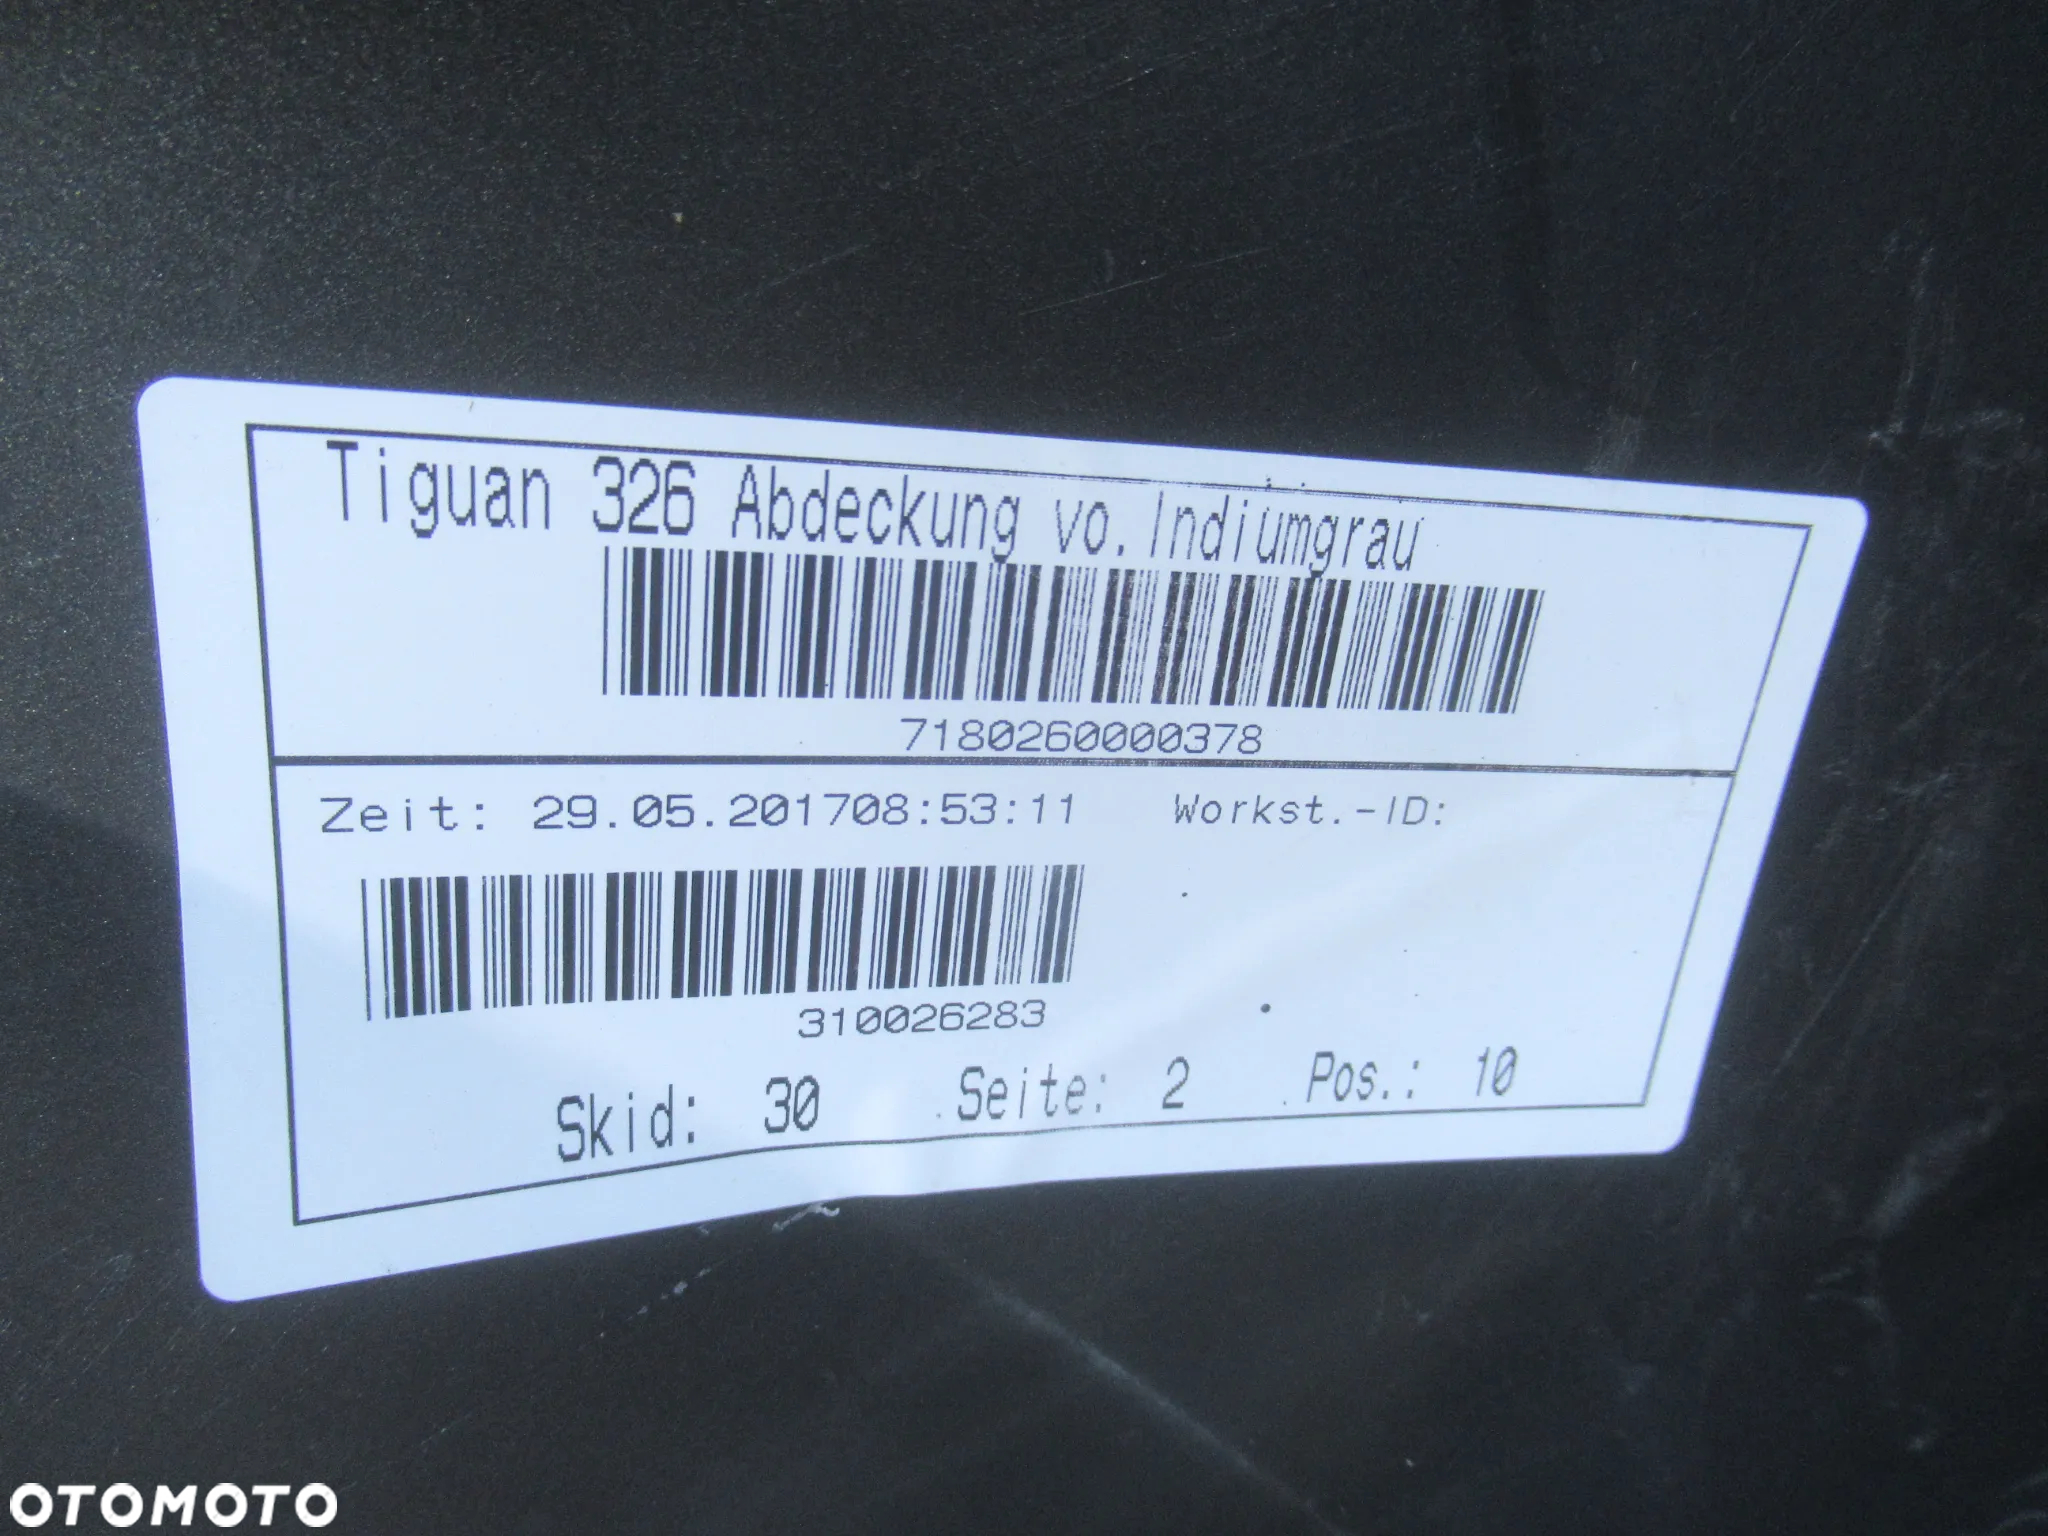 Tiguan 326 Abdeckung vo.Indiumgrau
7180260000378
Zeit: 29.05.201708:53:11 Workst.-ID:
310026283
Skid: 30 Seite: 2 Pos.: 10
OTOMOTO